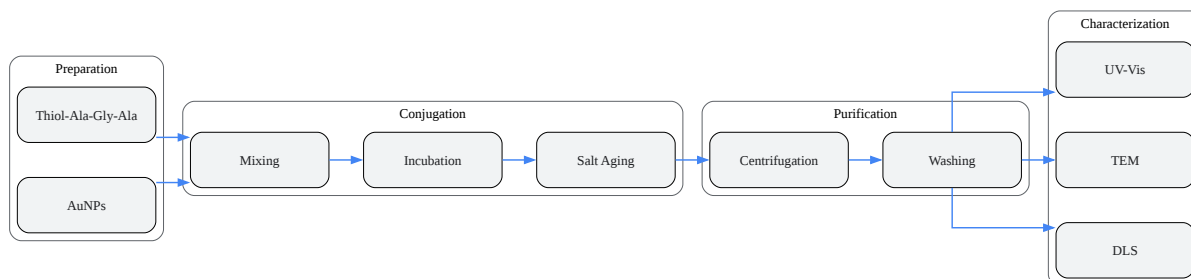 Preparation
Thiol-Ala-Gly-Ala
AuNPs
Conjugation
Mixing
Incubation
Salt Aging
Purification
Centrifugation
Washing
Characterization
UV-Vis
TEM
DLS